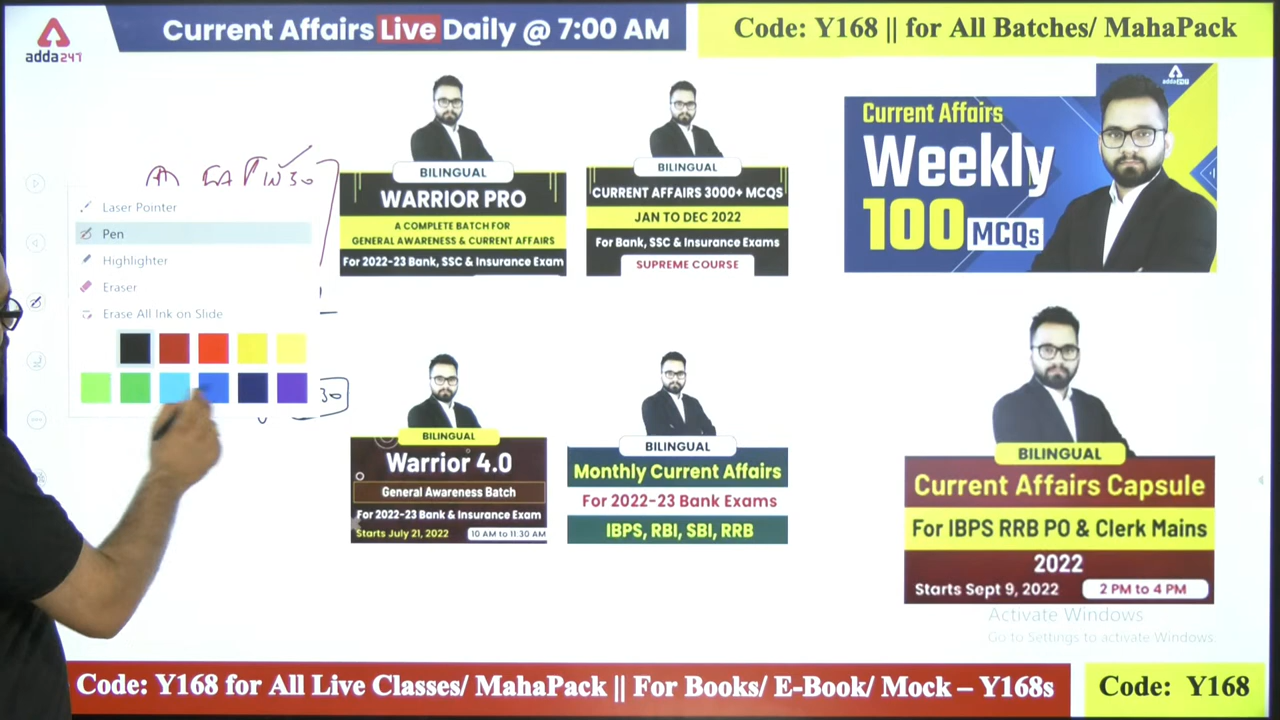 adda247
Current Affairs Live Daily @ 7:00 AM
Code: Y168 || for All Batches/ MahaPack
BILINGUAL
WARRIOR PRO
A COMPLETE BATCH FOR
GENERAL AWARENESS & CURRENT AFFAIRS
For 2022-23 Bank, SSC & Insurance Exam
BILINGUAL
CURRENT AFFAIRS 3000+ MCQS
JAN TO DEC 2022
For Bank, SSC & Insurance Exams
SUPREME COURSE
adda247
Current Affairs
Weekly
100 MCQs
Laser Pointer
Pen
Highlighter
Eraser
Erase All Ink on Slide
30
BILINGUAL
Warrior 4.0
General Awareness Batch
For 2022-23 Bank & Insurance Exam
Starts July 21, 2022 10 AM to 11:30 AM
BILINGUAL
Monthly Current Affairs
For 2022-23 Bank Exams
IBPS, RBI, SBI, RRB
BILINGUAL
Current Affairs Capsule
For IBPS RRB PO & Clerk Mains
2022
Starts Sept 9, 2022 2 PM to 4 PM
Activate Windows
Go to Settings to activate Windows.
Code: Y168 for All Live Classes/ MahaPack || For Books/ E-Book/ Mock – Y168s
Code: Y168